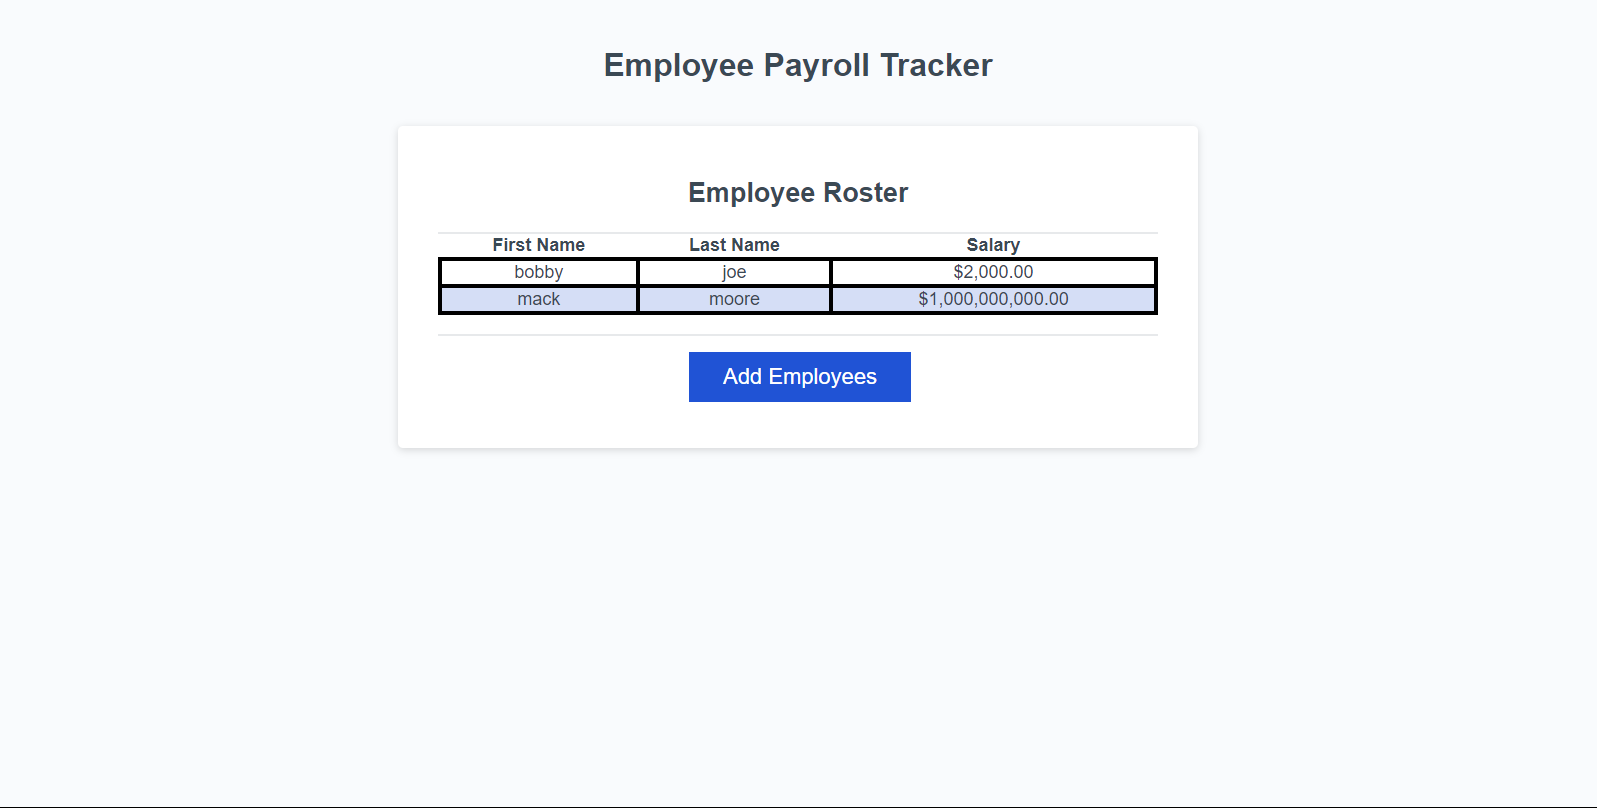 Employee Payroll Tracker
Employee Roster
First Name Last Name Salary
bobby joe $2,000.00
mack moore $1,000,000,000.00
Add Employees